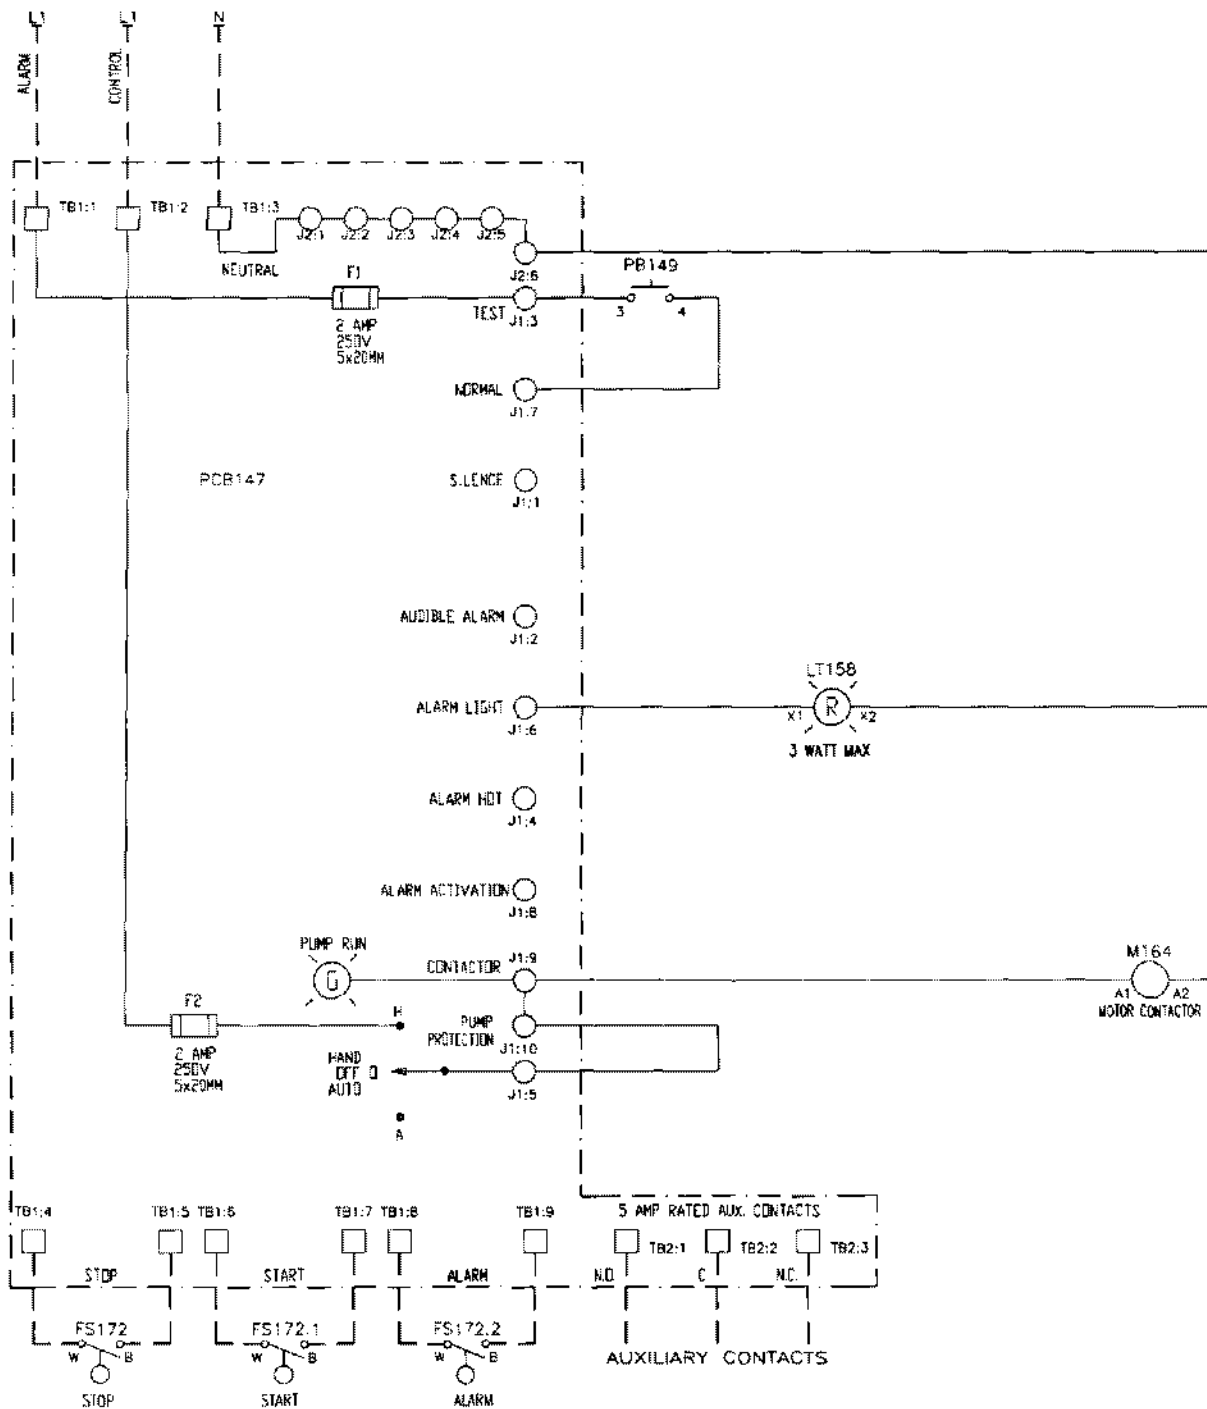 L1
L1
N
ALARM
CONTROL
TB1:1
TB1:2
TB1:3
J2:1
J2:2
J2:3
J2:4
J2:5
NEUTRAL
J2:6
F1
PB149
TEST
J1:3
3
4
2 AMP
250V
5x20MM
NORMAL
J1:7
PCB147
SILENCE
J1:1
AUDIBLE ALARM
J1:2
LT158
ALARM LIGHT
J1:6
X1
R
X2
3 WATT MAX
ALARM HOT
J1:4
ALARM ACTIVATION
J1:8
PUMP RUN
G
CONTACTOR
J1:9
M164
A1
A2
MOTOR CONTACTOR
F2
H
PUMP
PROTECTION
J1:10
2 AMP
250V
5x20MM
HAND
OFF O
AUTO
J1:5
A
TB1:4
TB1:5
TB1:6
TB1:7
TB1:8
TB1:9
5 AMP RATED AUX. CONTACTS
TB2:1
TB2:2
TB2:3
STOP
START
ALARM
N.O.
C
N.C.
FS172
FS172.1
FS172.2
W
B
W
B
W
B
AUXILIARY CONTACTS
STOP
START
ALARM